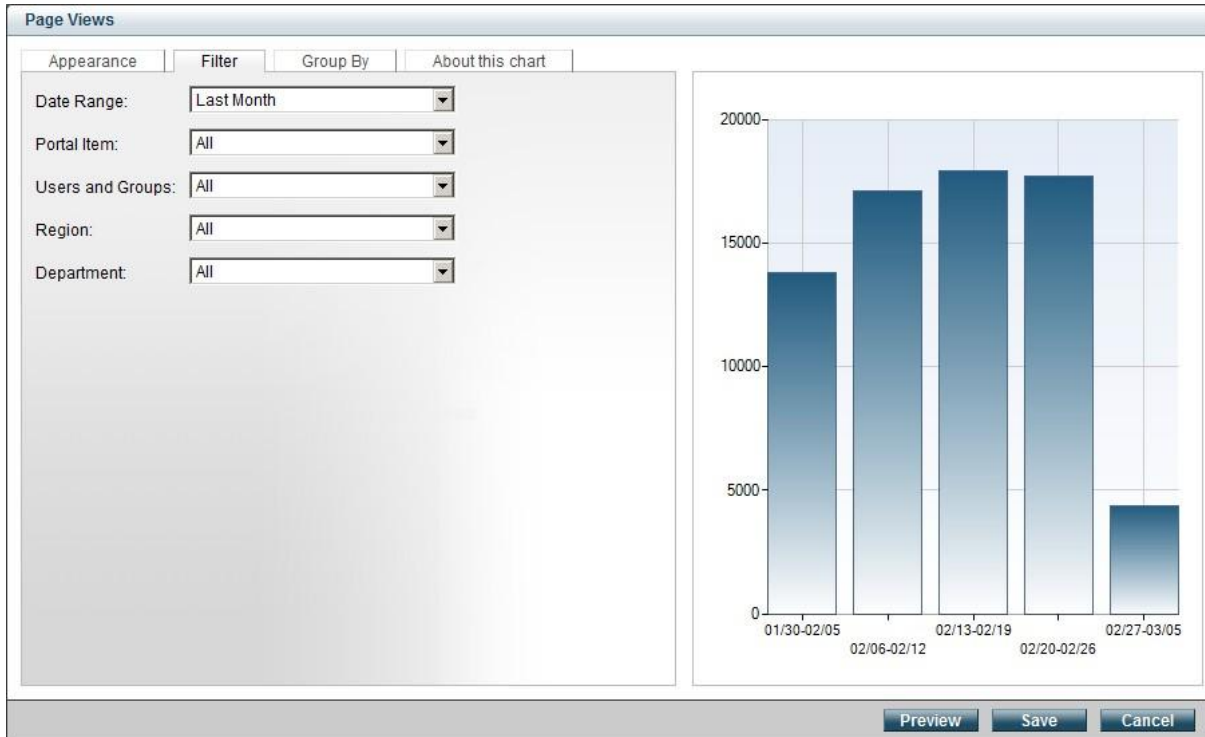 Page Views
Appearance Filter Group By About this chart
Date Range: Last Month
Portal Item: All
Users and Groups: All
Region: All
Department: All
20000
15000
10000
5000
0
01/30-02/05 02/13-02/19 02/27-03/05
02/06-02/12 02/20-02/26
Preview Save Cancel